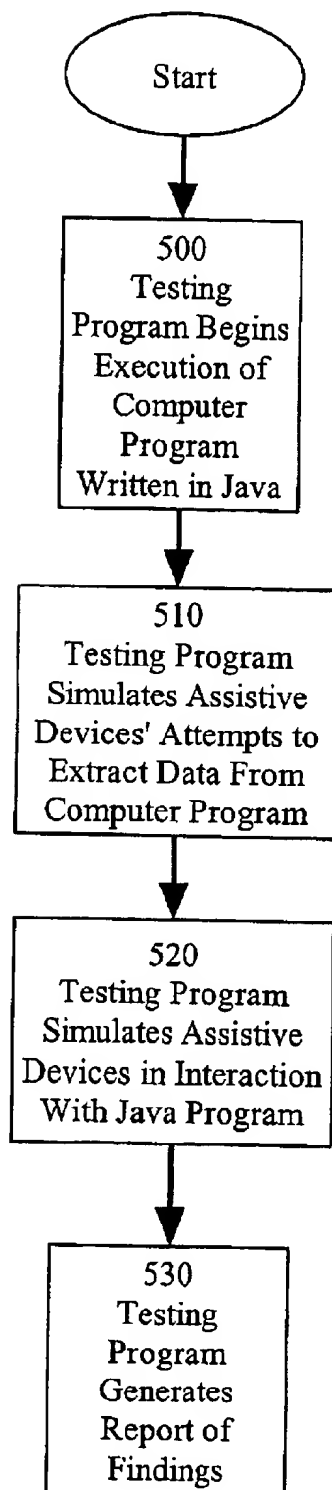 Start
500
Testing
Program Begins
Execution of
Computer
Program
Written in Java
510
Testing Program
Simulates Assistive
Devices' Attempts to
Extract Data From
Computer Program
520
Testing Program
Simulates Assistive
Devices in Interaction
With Java Program
530
Testing
Program
Generates
Report of
Findings